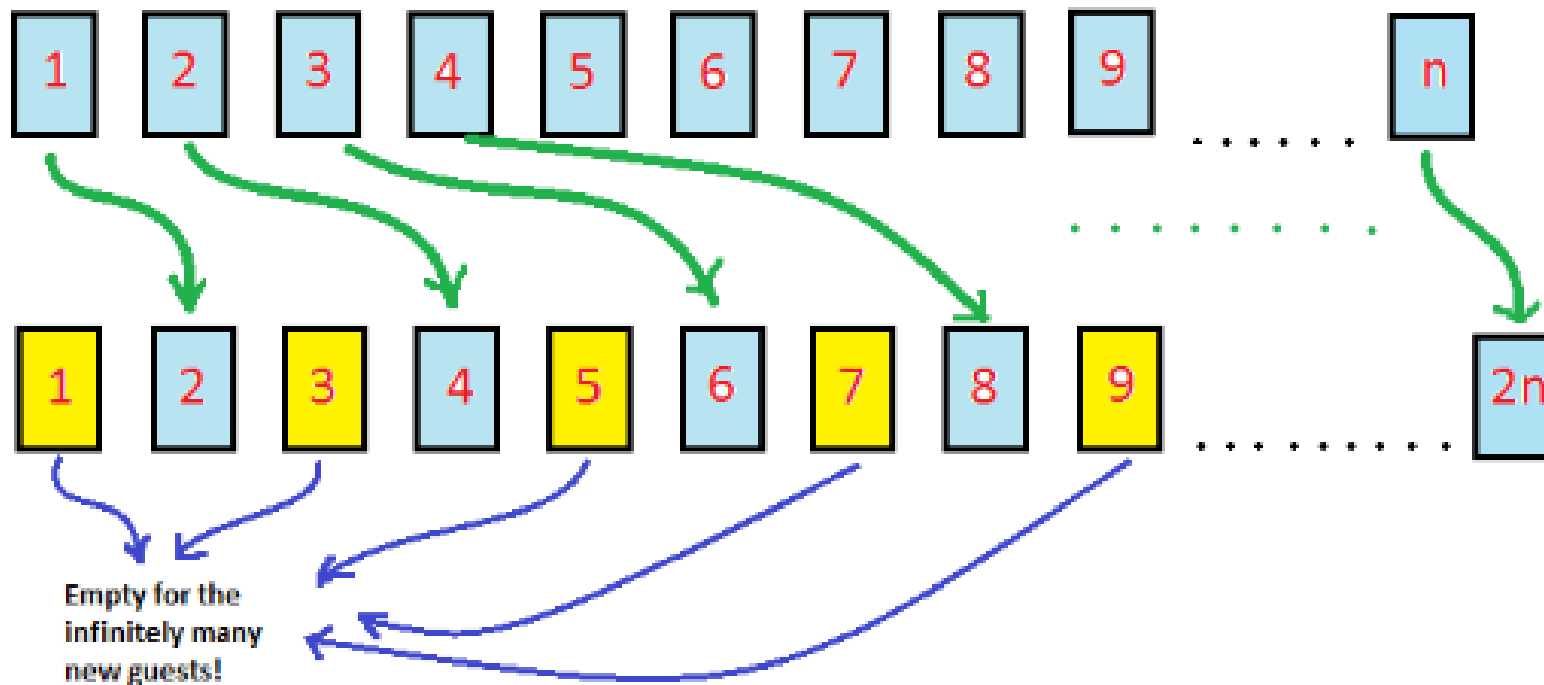 1 2 3 4 5 6 7 8 9 ...... n
1 2 3 4 5 6 7 8 9 ......... 2n
Empty for the
infinitely many
new guests!